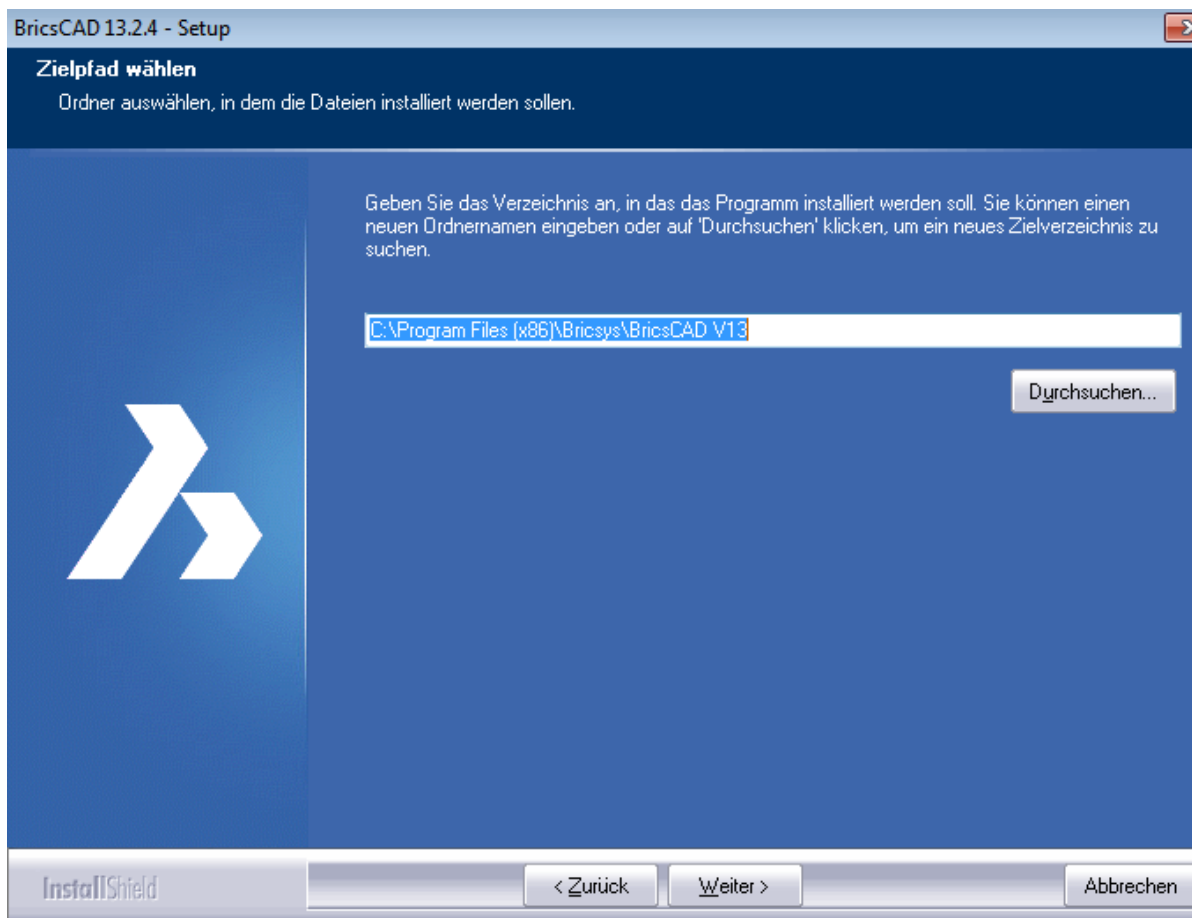 BricsCAD 13.2.4 - Setup
Zielpfad wählen
Ordner auswählen, in dem die Dateien installiert werden sollen.
Geben Sie das Verzeichnis an, in das das Programm installiert werden soll. Sie können einen
neuen Ordnernamen eingeben oder auf 'Durchsuchen' klicken, um ein neues Zielverzeichnis zu
suchen.
C:\Program Files (x86)\Bricsys\BricsCAD V13
Durchsuchen...
InstallShield
< Zurück
Weiter >
Abbrechen